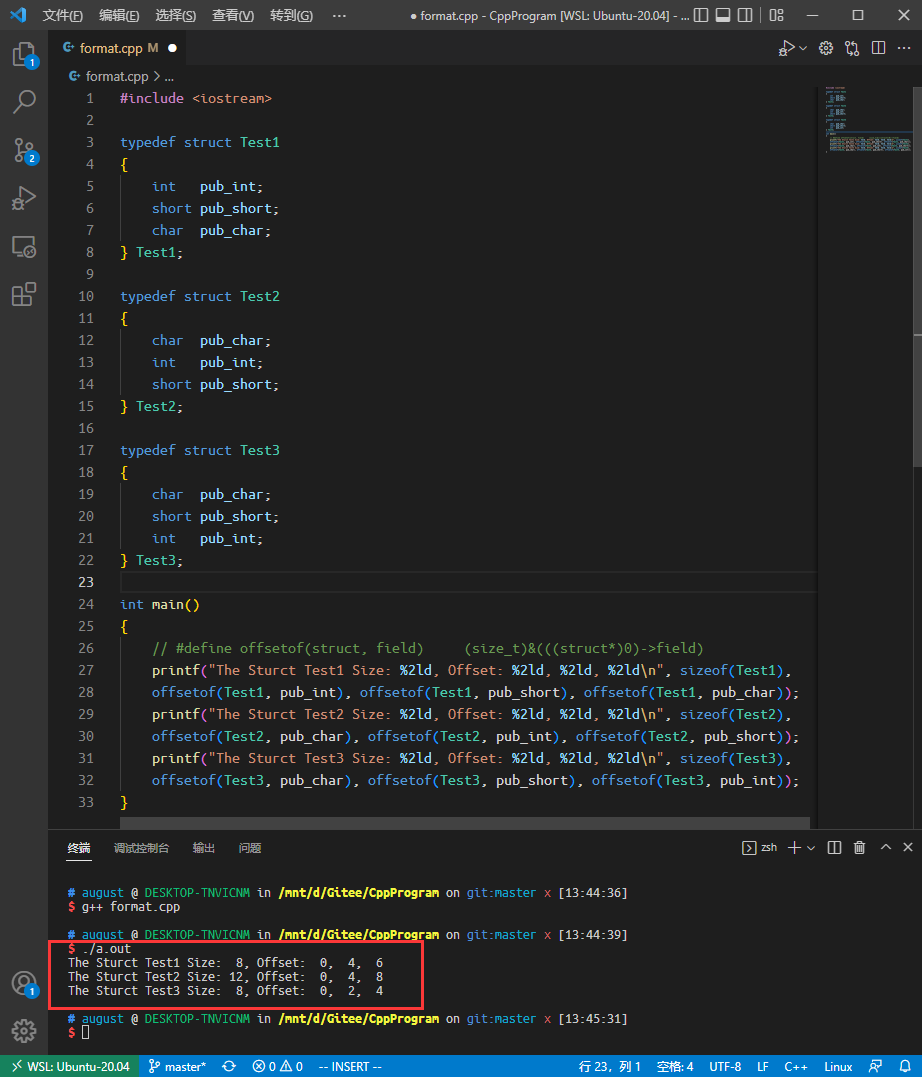 文件(F) 编辑(E) 选择(S) 查看(V) 转到(G) ··· ● format.cpp - CppProgram [WSL: Ubuntu-20.04] - ...
format.cpp M ●
format.cpp > ...
1 #include <iostream>
2
3 typedef struct Test1
4 {
5     int   pub_int;
6     short pub_short;
7     char  pub_char;
8 } Test1;
9
10 typedef struct Test2
11 {
12     char  pub_char;
13     int   pub_int;
14     short pub_short;
15 } Test2;
16
17 typedef struct Test3
18 {
19     char  pub_char;
20     short pub_short;
21     int   pub_int;
22 } Test3;
23
24 int main()
25 {
26     // #define offsetof(struct, field)     (size_t)&(((struct*)0)->field)
27     printf("The Sturct Test1 Size: %2ld, Offset: %2ld, %2ld, %2ld\n", sizeof(Test1),
28     offsetof(Test1, pub_int), offsetof(Test1, pub_short), offsetof(Test1, pub_char));
29     printf("The Sturct Test2 Size: %2ld, Offset: %2ld, %2ld, %2ld\n", sizeof(Test2),
30     offsetof(Test2, pub_char), offsetof(Test2, pub_int), offsetof(Test2, pub_short));
31     printf("The Sturct Test3 Size: %2ld, Offset: %2ld, %2ld, %2ld\n", sizeof(Test3),
32     offsetof(Test3, pub_char), offsetof(Test3, pub_short), offsetof(Test3, pub_int));
33 }
1
2
1
终端 调试控制台 输出 问题 zsh
# august @ DESKTOP-TNVICNM in /mnt/d/Gitee/CppProgram on git:master x [13:44:36]
$ g++ format.cpp
# august @ DESKTOP-TNVICNM in /mnt/d/Gitee/CppProgram on git:master x [13:44:39]
$ ./a.out
The Sturct Test1 Size:  8, Offset:  0,  4,  6
The Sturct Test2 Size: 12, Offset:  0,  4,  8
The Sturct Test3 Size:  8, Offset:  0,  2,  4
# august @ DESKTOP-TNVICNM in /mnt/d/Gitee/CppProgram on git:master x [13:45:31]
$
WSL: Ubuntu-20.04 master* 0 0 -- INSERT -- 行 23，列 1 空格: 4 UTF-8 LF C++ Linux